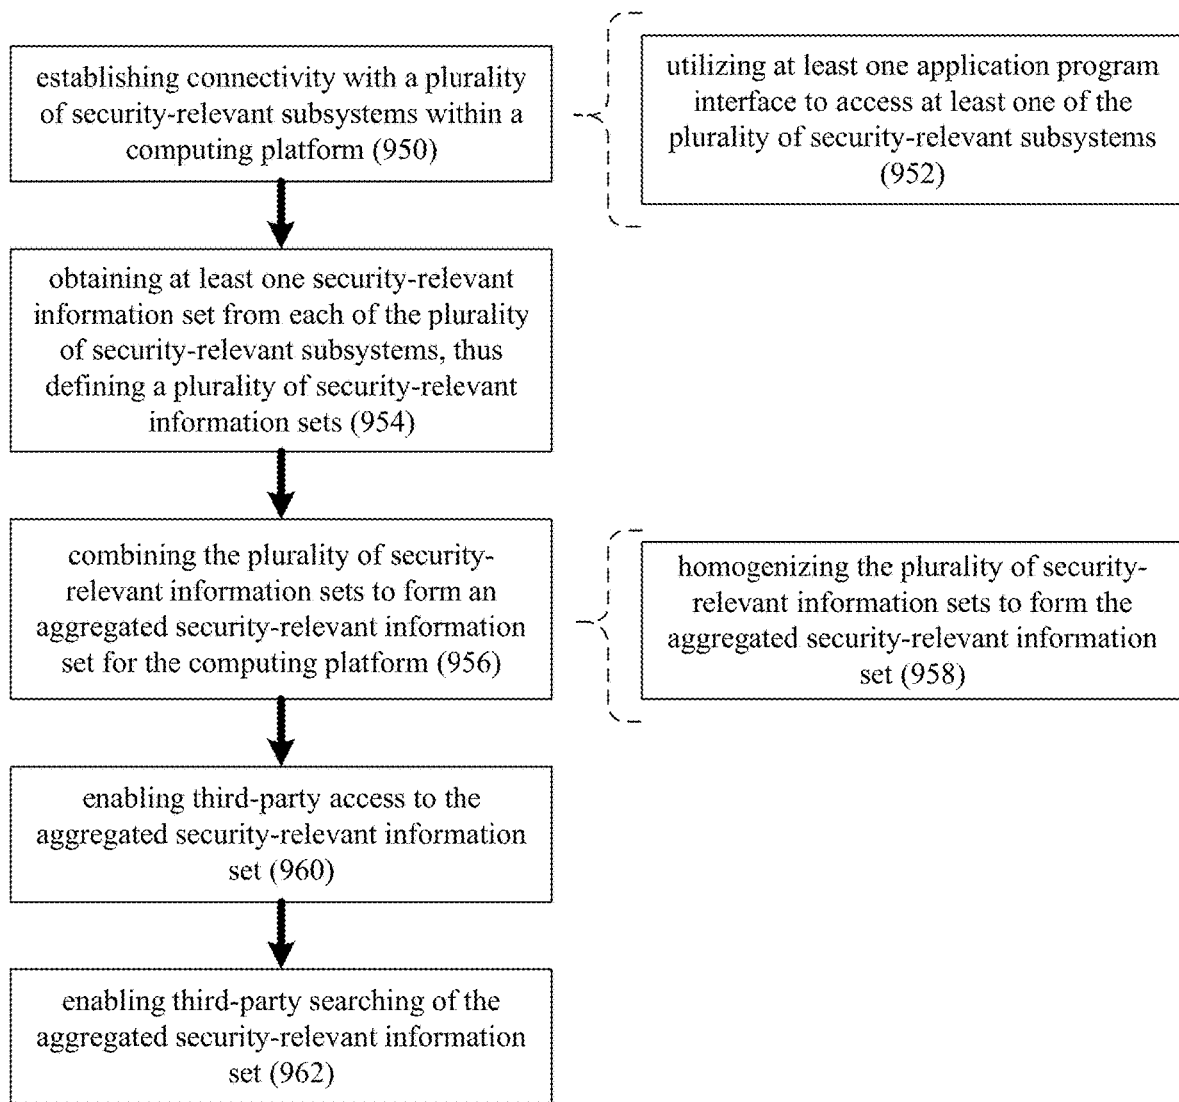 establishing connectivity with a plurality
of security-relevant subsystems within a
computing platform (950)
utilizing at least one application program
interface to access at least one of the
plurality of security-relevant subsystems
(952)
obtaining at least one security-relevant
information set from each of the plurality
of security-relevant subsystems, thus
defining a plurality of security-relevant
information sets (954)
combining the plurality of security-
relevant information sets to form an
aggregated security-relevant information
set for the computing platform (956)
homogenizing the plurality of security-
relevant information sets to form the
aggregated security-relevant information
set (958)
enabling third-party access to the
aggregated security-relevant information
set (960)
enabling third-party searching of the
aggregated security-relevant information
set (962)